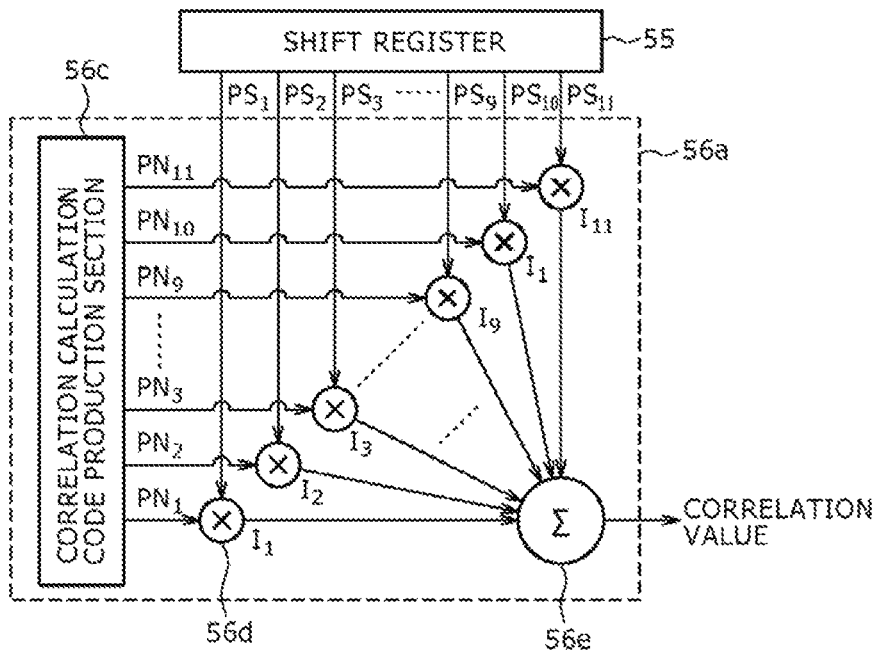 SHIFT REGISTER
55
56c
PS1 PS2 PS3 ...... PS9 PS10 PS11
56a
CORRELATION CALCULATION
CODE PRODUCTION SECTION
PN11
×
I11
PN10
×
I1
PN9
×
I9
PN3
×
I3
PN2
×
I2
PN1
×
I1
Σ
CORRELATION
VALUE
56d
56e